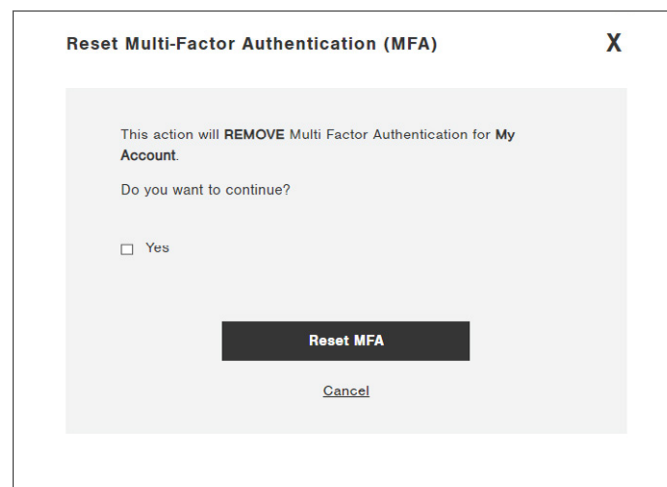 Reset Multi-Factor Authentication (MFA)
X
This action will REMOVE Multi Factor Authentication for My
Account.
Do you want to continue?
Yes
Reset MFA
Cancel